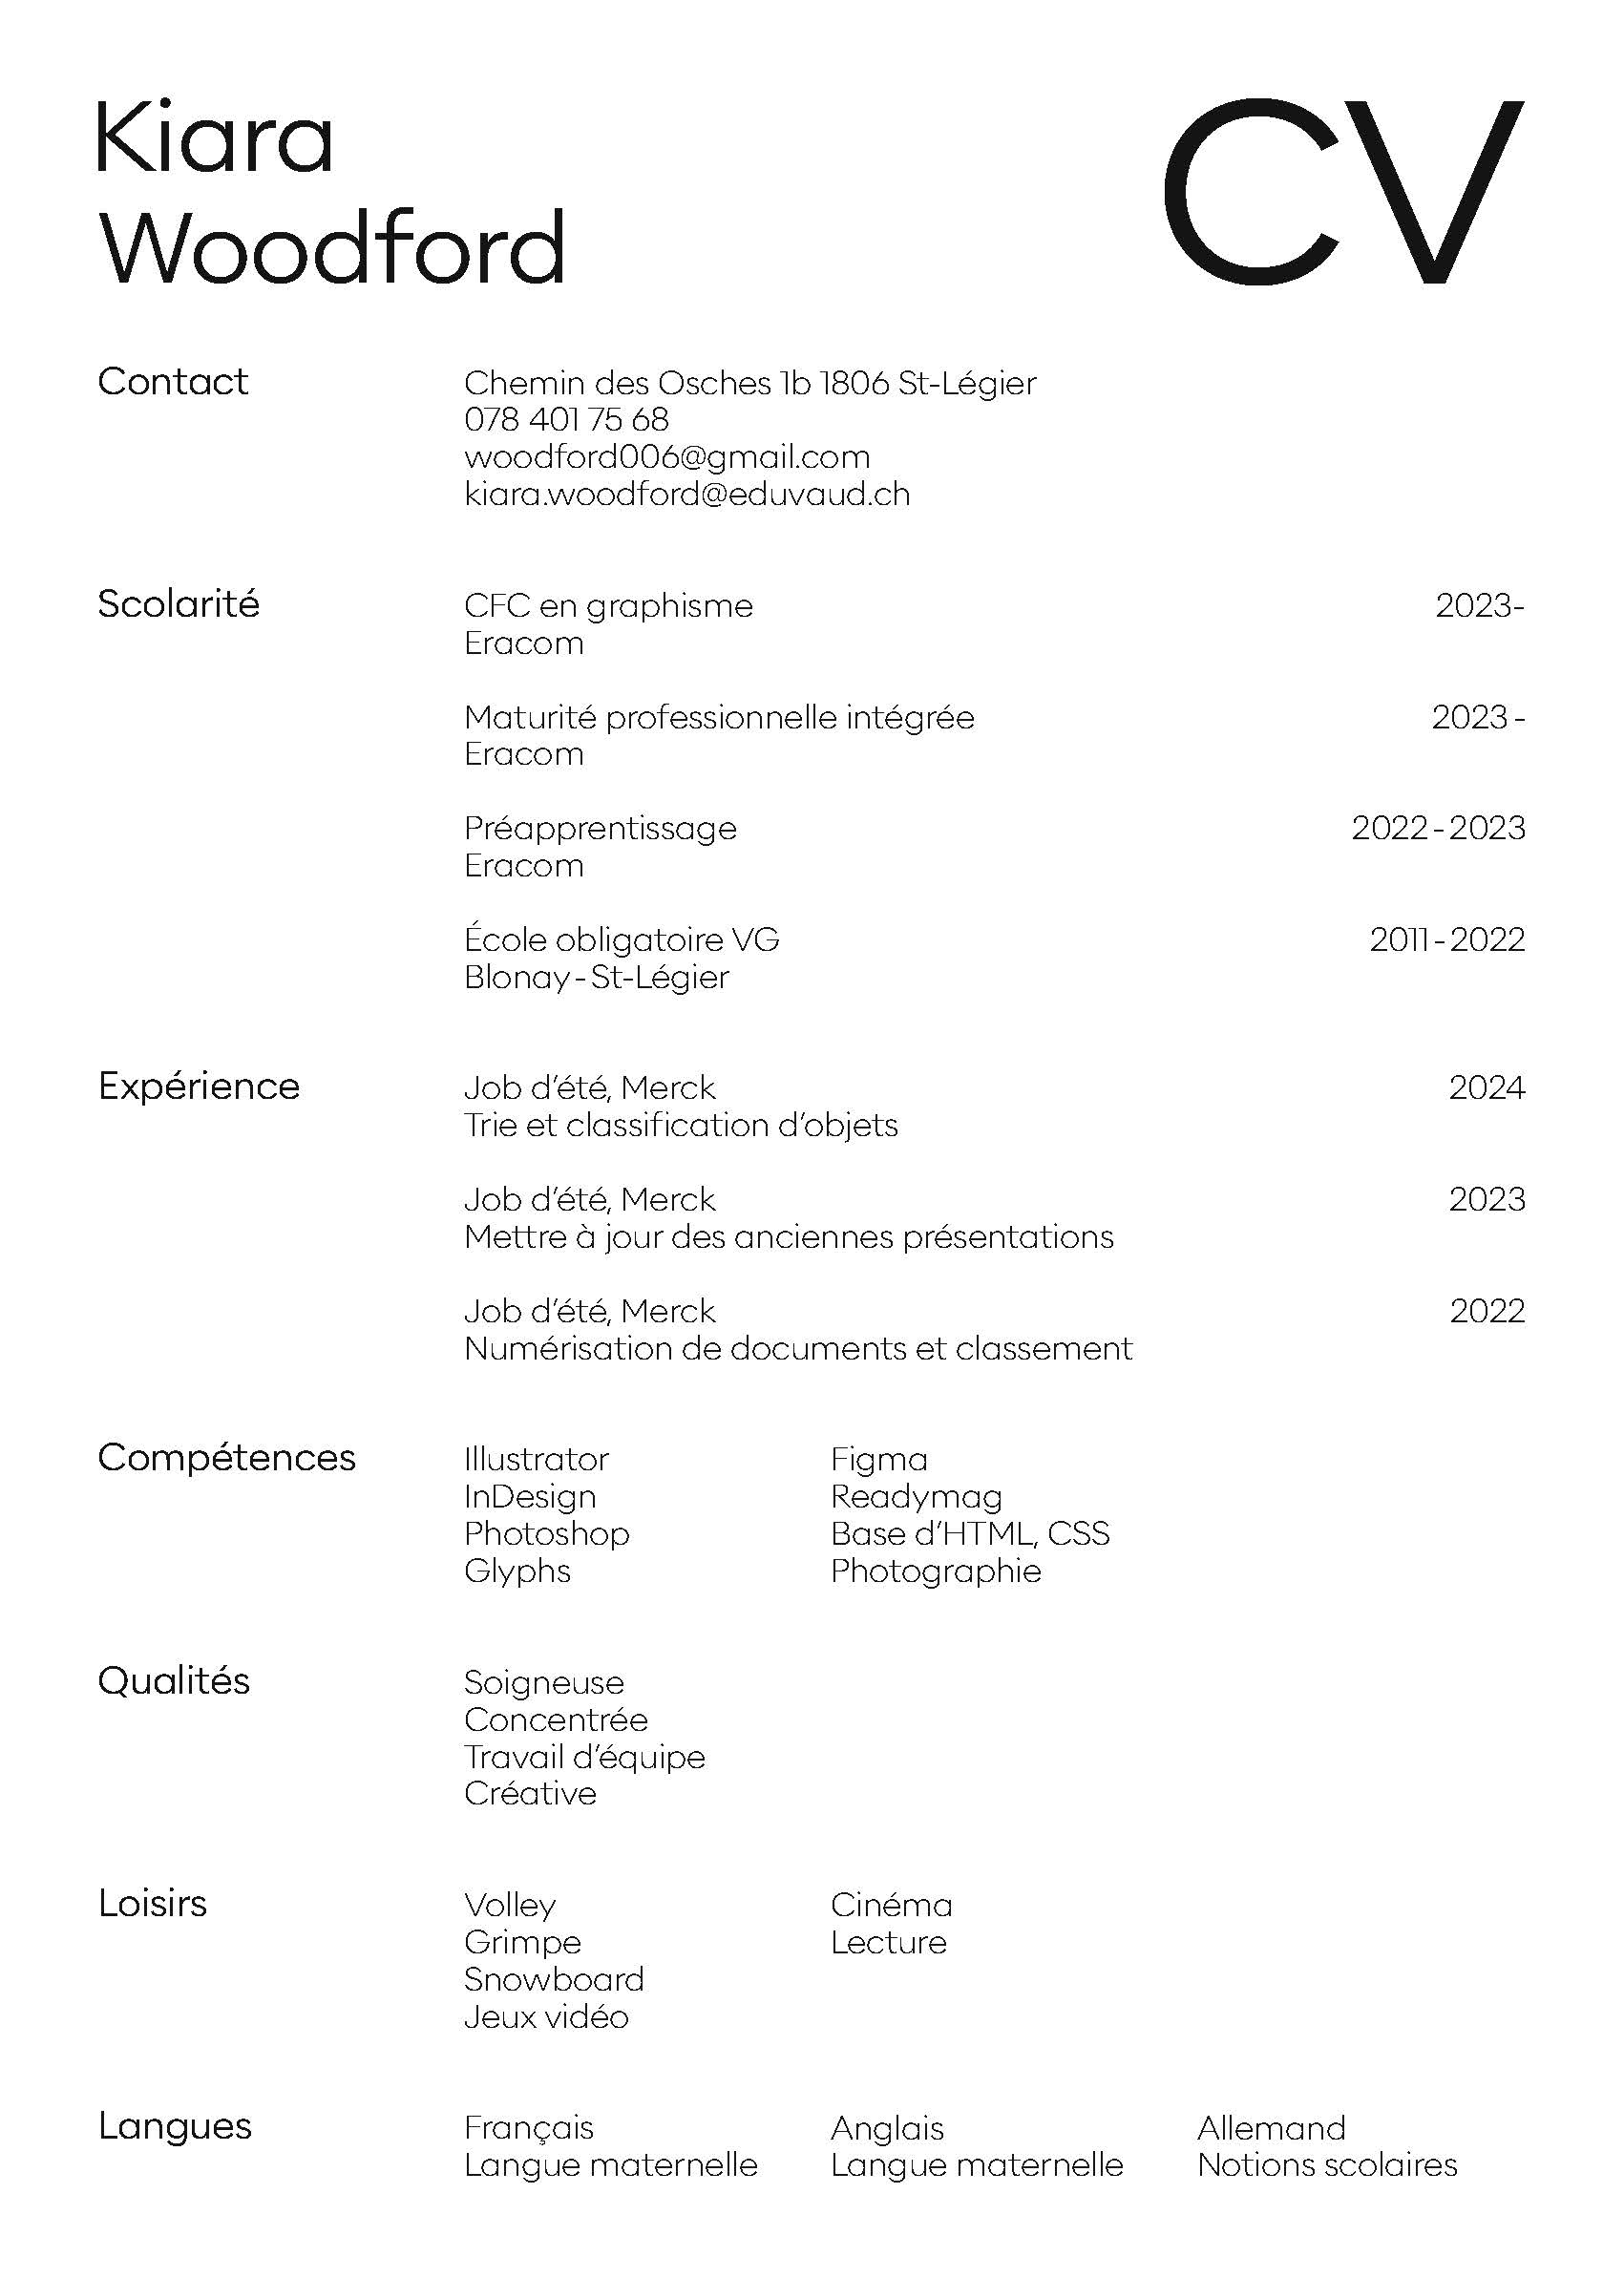 Kiara
Woodford
CV
Contact
Chemin des Osches 1b 1806 St-Légier
078 401 75 68
woodford006@gmail.com
kiara.woodford@eduvaud.ch
Scolarité
CFC en graphisme 2023-
Eracom
Maturité professionnelle intégrée 2023 -
Eracom
Préapprentissage 2022 - 2023
Eracom
École obligatoire VG 2011 - 2022
Blonay - St-Légier
Expérience
Job d’été, Merck 2024
Trie et classification d’objets
Job d’été, Merck 2023
Mettre à jour des anciennes présentations
Job d’été, Merck 2022
Numérisation de documents et classement
Compétences
Illustrator
InDesign
Photoshop
Glyphs
Figma
Readymag
Base d’HTML, CSS
Photographie
Qualités
Soigneuse
Concentrée
Travail d’équipe
Créative
Loisirs
Volley
Grimpe
Snowboard
Jeux vidéo
Cinéma
Lecture
Langues
Français
Langue maternelle
Anglais
Langue maternelle
Allemand
Notions scolaires